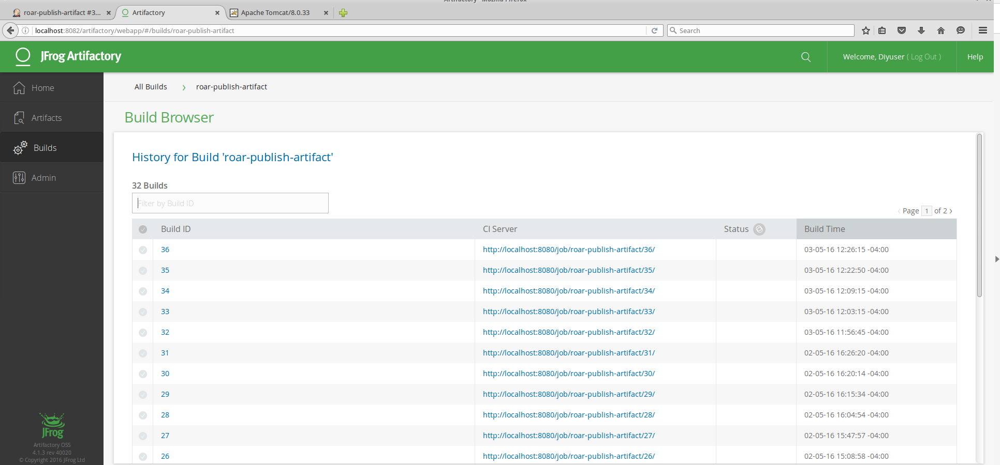 Artifactory - Mozilla Firefox
roar-publish-artifact #3...
Artifactory
Apache Tomcat/8.0.33
localhost:8082/artifactory/webapp/#/builds/roar-publish-artifact
Search
JFrog Artifactory
Welcome, Diyuser ( Log Out )
Help
Home
Artifacts
Builds
Admin
All Builds › roar-publish-artifact
Build Browser
History for Build 'roar-publish-artifact'
32 Builds
Filter by Build ID
‹ Page 1 of 2 ›
Build ID CI Server Status Build Time
36 http://localhost:8080/job/roar-publish-artifact/36/ 03-05-16 12:26:15 -04:00
35 http://localhost:8080/job/roar-publish-artifact/35/ 03-05-16 12:22:50 -04:00
34 http://localhost:8080/job/roar-publish-artifact/34/ 03-05-16 12:09:15 -04:00
33 http://localhost:8080/job/roar-publish-artifact/33/ 03-05-16 12:03:15 -04:00
32 http://localhost:8080/job/roar-publish-artifact/32/ 03-05-16 11:56:45 -04:00
31 http://localhost:8080/job/roar-publish-artifact/31/ 02-05-16 16:26:20 -04:00
30 http://localhost:8080/job/roar-publish-artifact/30/ 02-05-16 16:20:14 -04:00
29 http://localhost:8080/job/roar-publish-artifact/29/ 02-05-16 16:15:34 -04:00
28 http://localhost:8080/job/roar-publish-artifact/28/ 02-05-16 16:04:54 -04:00
27 http://localhost:8080/job/roar-publish-artifact/27/ 02-05-16 15:47:57 -04:00
26 http://localhost:8080/job/roar-publish-artifact/26/ 02-05-16 15:08:58 -04:00
JFrog
Artifactory OSS
4.1.3 rev 40020
© Copyright 2016 JFrog Ltd